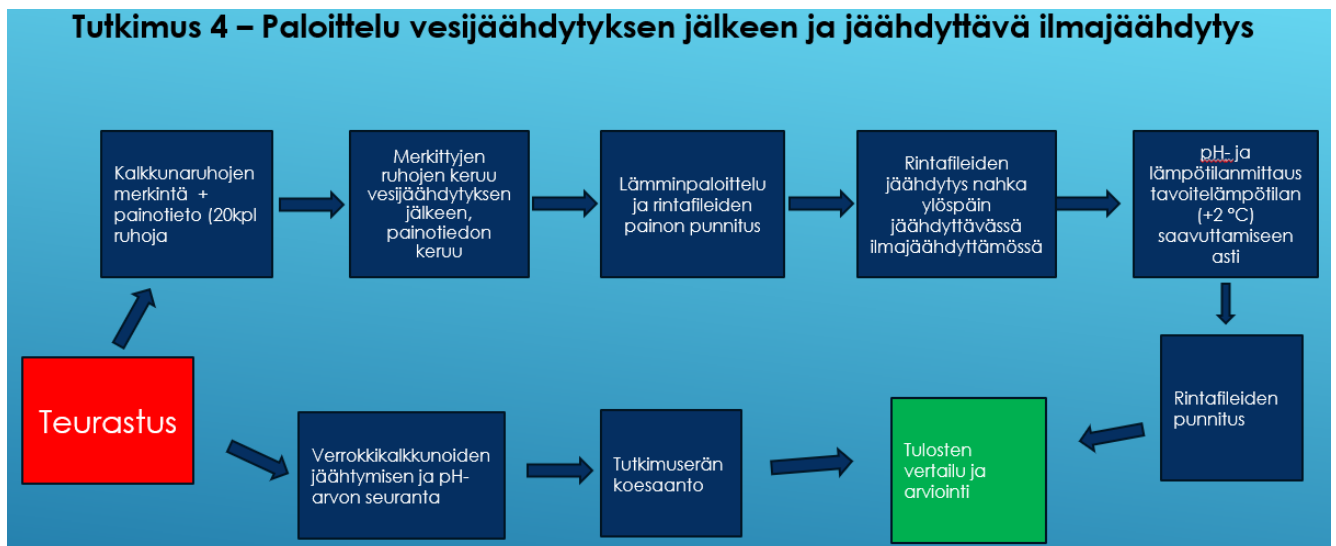 Tutkimus 4 – Paloittelu vesijäähdytyksen jälkeen ja jäähdyttävä ilmajäähdytys
Kalkkunaruhojen
merkintä +
painotieto (20kpl
ruhoja
Merkittyjen
ruhojen keruu
vesijäähdytyksen
jälkeen,
painotiedon
keruu
Lämminpaloittelu
ja rintafileiden
painon punnitus
Rintafileiden
jäähdytys nahka
ylöspäin
jäähdyttävässä
ilmajäähdyttämössä
pH- ja
lämpötilanmittaus
tavoitelämpötilan
(+2 °C)
saavuttamiseen
asti
Rintafileiden
punnitus
Teurastus
Verrokkikalkkunoiden
jäähtymisen ja pH-
arvon seuranta
Tutkimuserän
koesaanto
Tulosten
vertailu ja
arviointi